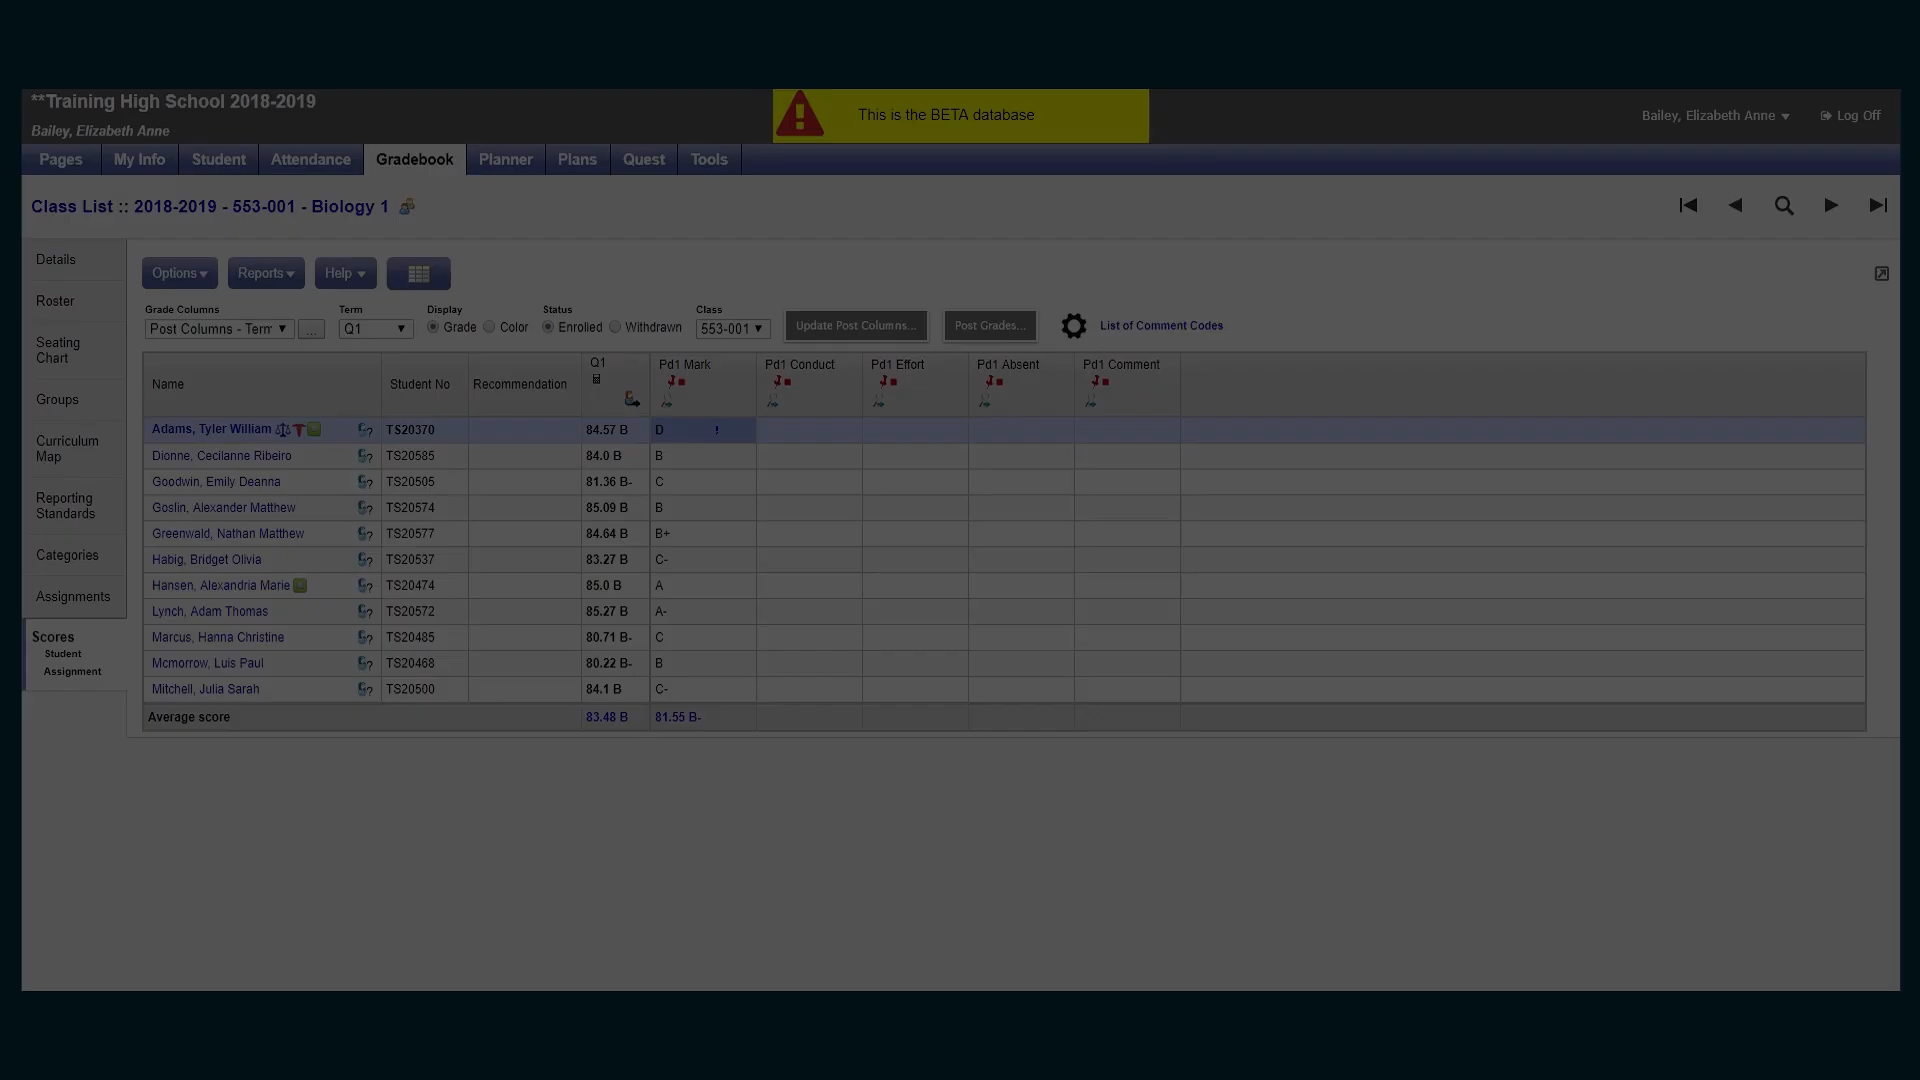 **Training High School 2018-2019
Bailey, Elizabeth Anne
This is the BETA database
Bailey, Elizabeth Anne
Log Off
Pages My Info Student Attendance Gradebook Planner Plans Quest Tools
Class List :: 2018-2019 - 553-001 - Biology 1
Details
Roster
Seating
Chart
Groups
Curriculum
Map
Reporting
Standards
Categories
Assignments
Scores
Student
Assignment
Options Reports Help
Grade Columns Term Display Status Class
Post Columns - Term ... Q1 Grade Color Enrolled Withdrawn 553-001 Update Post Columns... Post Grades... List of Comment Codes
Name Student No Recommendation Q1 Pd1 Mark Pd1 Conduct Pd1 Effort Pd1 Absent Pd1 Comment
Adams, Tyler William TS20370 84.57 B D !
Dionne, Cecilanne Ribeiro TS20585 84.0 B B
Goodwin, Emily Deanna TS20505 81.36 B- C
Goslin, Alexander Matthew TS20574 85.09 B B
Greenwald, Nathan Matthew TS20577 84.64 B B+
Habig, Bridget Olivia TS20537 83.27 B C-
Hansen, Alexandria Marie TS20474 85.0 B A
Lynch, Adam Thomas TS20572 85.27 B A-
Marcus, Hanna Christine TS20485 80.71 B- C
Mcmorrow, Luis Paul TS20468 80.22 B- B
Mitchell, Julia Sarah TS20500 84.1 B C-
Average score 83.48 B 81.55 B-